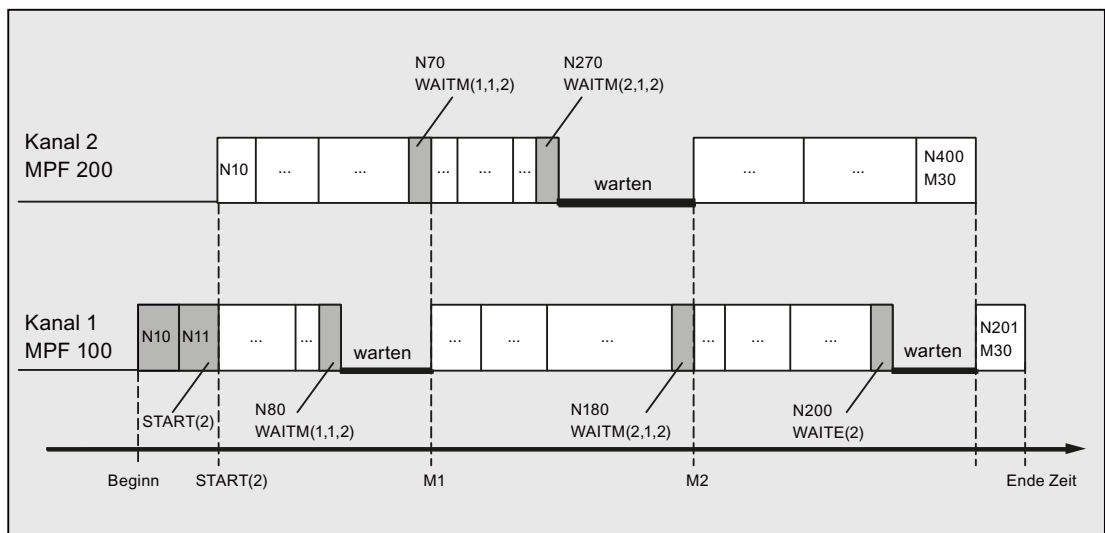 N70
WAITM(1,1,2)
N270
WAITM(2,1,2)
Kanal 2
MPF 200
N10
...
...
...
...
...
warten
...
...
N400
M30
Kanal 1
MPF 100
N10
N11
...
...
warten
...
...
...
...
...
...
warten
N201
M30
START(2)
N80
WAITM(1,1,2)
N180
WAITM(2,1,2)
N200
WAITE(2)
Beginn
START(2)
M1
M2
Ende Zeit